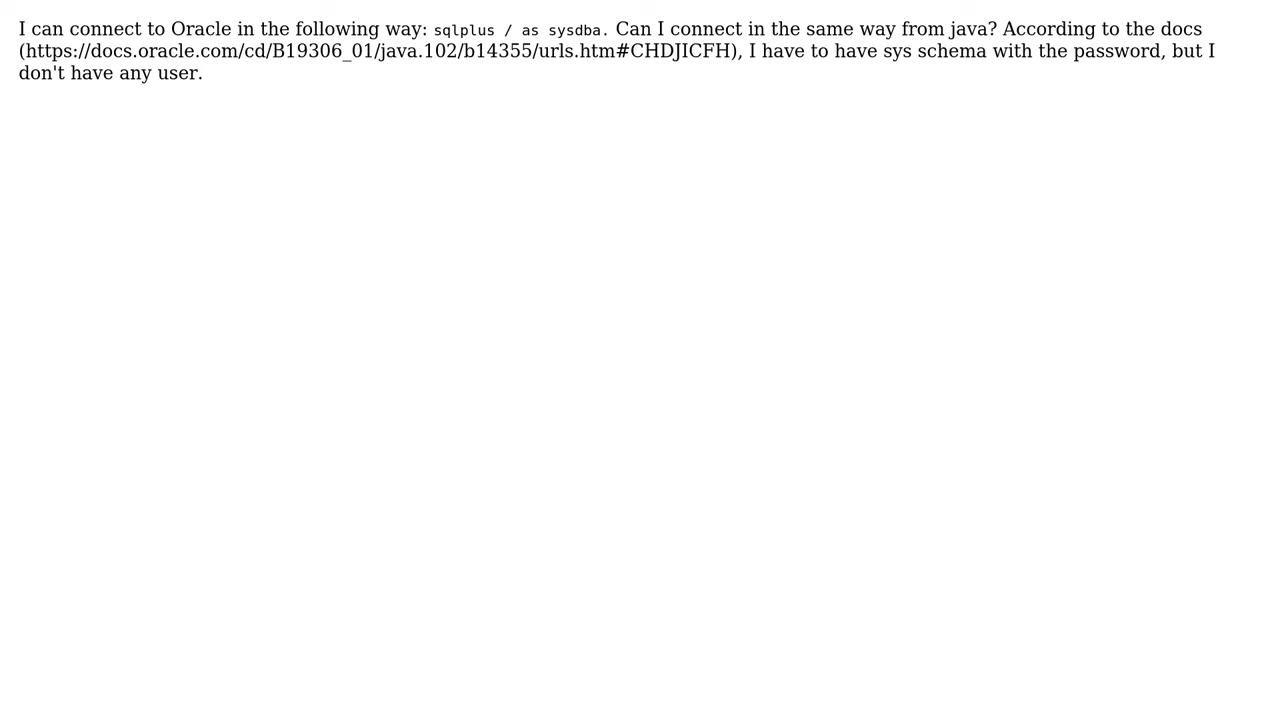 I can connect to Oracle in the following way: sqlplus / as sysdba. Can I connect in the same way from java? According to the docs
(https://docs.oracle.com/cd/B19306_01/java.102/b14355/urls.htm#CHDJICFH), I have to have sys schema with the password, but I
don't have any user.